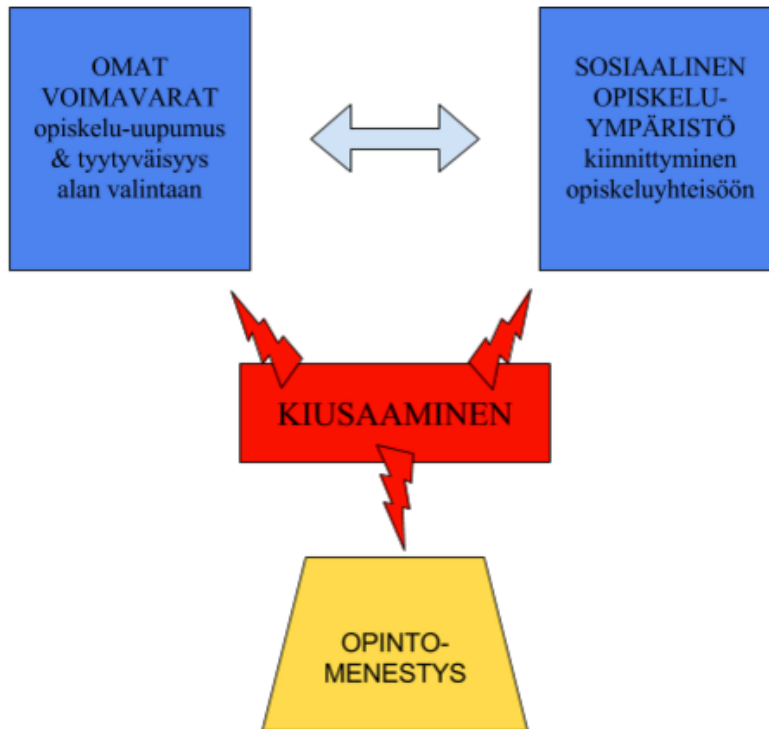 OMAT
VOIMAVARAT
opiskelu-uupumus
& tyytyväisyys
alan valintaan
SOSIAALINEN
OPISKELU-
YMPÄRISTÖ
kiinnittyminen
opiskeluyhteisöön
KIUSAAMINEN
OPINTO-
MENESTYS